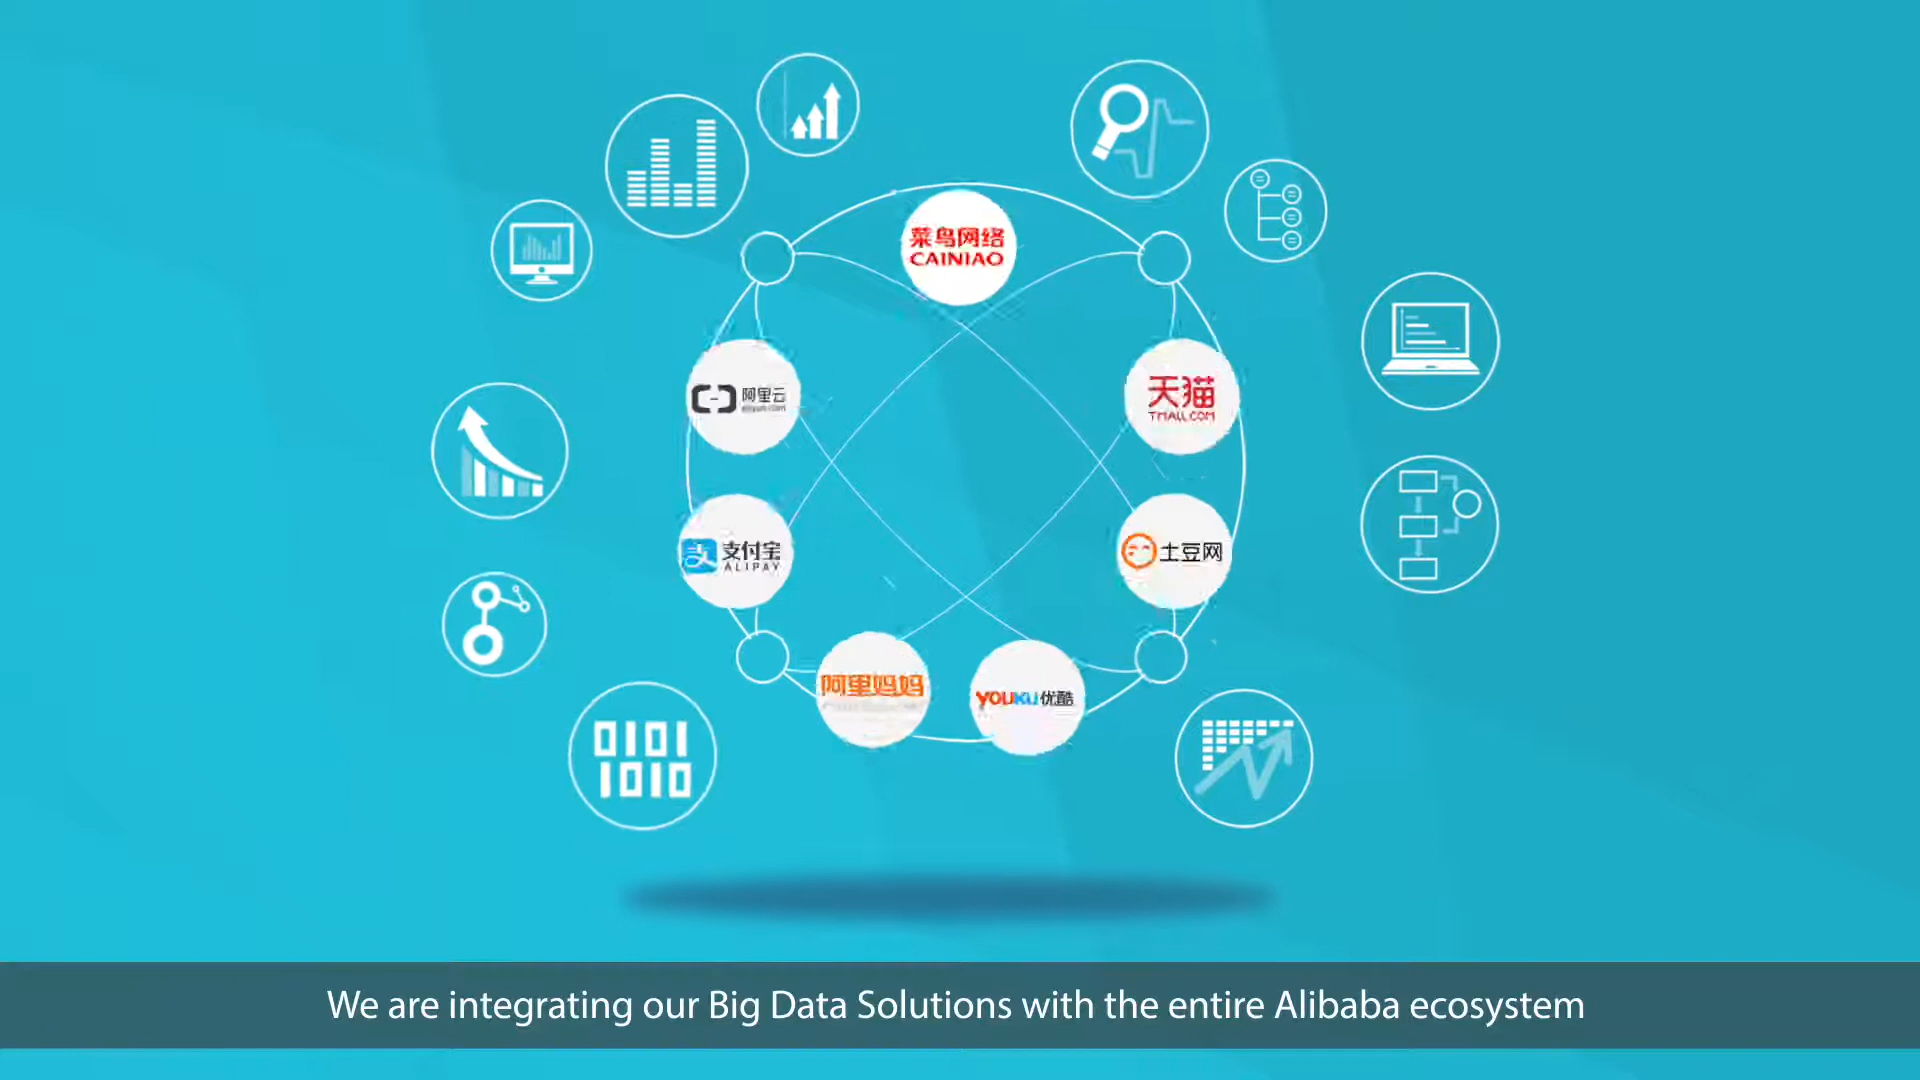 菜鸟网络
CAINIAO
阿里云
天猫
TMALL.COM
支付宝
ALIPAY
土豆网
阿里妈妈
YOUKU 优酷
0101
1010
We are integrating our Big Data Solutions with the entire Alibaba ecosystem